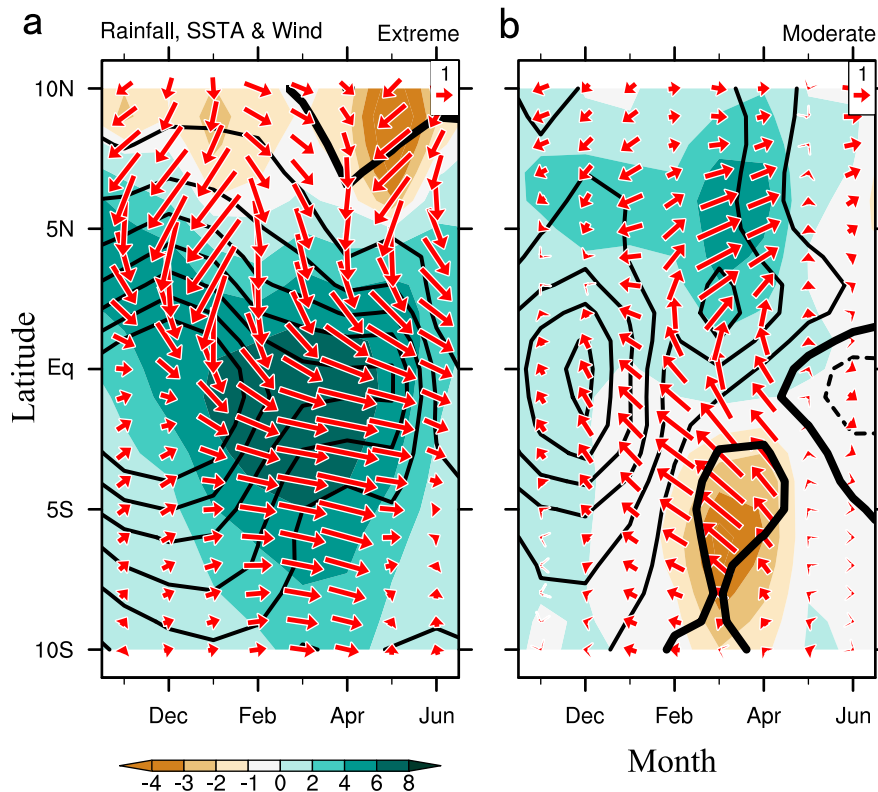 a Rainfall, SSTA & Wind Extreme b Moderate
1 1
10N
5N
Eq
5S
10S
Latitude
Dec Feb Apr Jun Dec Feb Apr Jun
Month
-4 -3 -2 -1 0 2 4 6 8